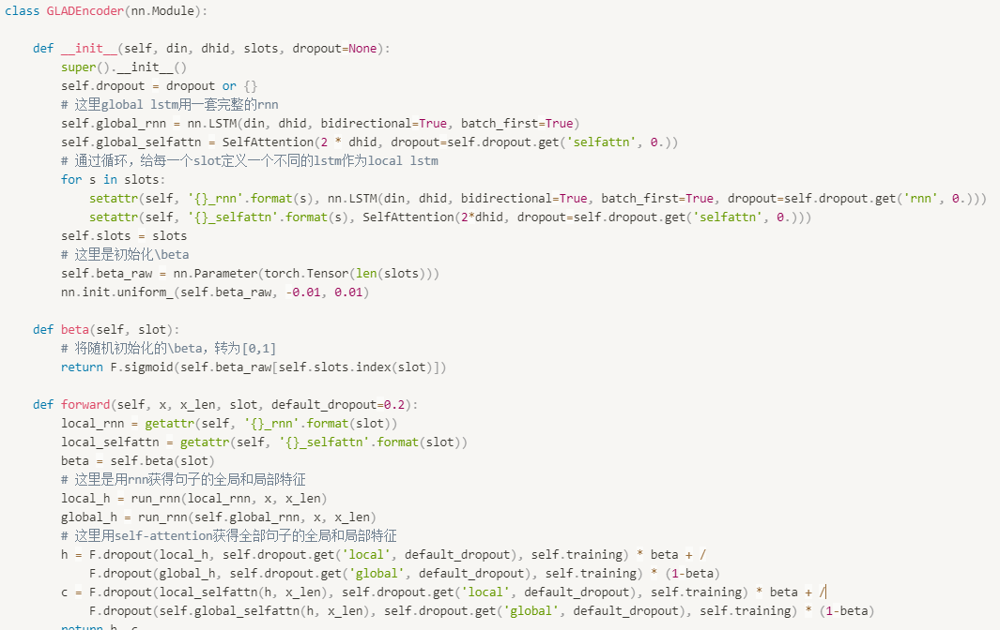 class GLADEncoder(nn.Module):
def __init__(self, din, dhid, slots, dropout=None):
super().__init__()
self.dropout = dropout or {}
# 这里global lstm用一套完整的rnn
self.global_rnn = nn.LSTM(din, dhid, bidirectional=True, batch_first=True)
self.global_selfattn = SelfAttention(2 * dhid, dropout=self.dropout.get('selfattn', 0.))
# 通过循环，给每一个slot定义一个不同的lstm作为local lstm
for s in slots:
setattr(self, '{}_rnn'.format(s), nn.LSTM(din, dhid, bidirectional=True, batch_first=True, dropout=self.dropout.get('rnn', 0.)))
setattr(self, '{}_selfattn'.format(s), SelfAttention(2*dhid, dropout=self.dropout.get('selfattn', 0.)))
self.slots = slots
# 这里是初始化\beta
self.beta_raw = nn.Parameter(torch.Tensor(len(slots)))
nn.init.uniform_(self.beta_raw, -0.01, 0.01)
def beta(self, slot):
# 将随机初始化的\beta，转为[0,1]
return F.sigmoid(self.beta_raw[self.slots.index(slot)])
def forward(self, x, x_len, slot, default_dropout=0.2):
local_rnn = getattr(self, '{}_rnn'.format(slot))
local_selfattn = getattr(self, '{}_selfattn'.format(slot))
beta = self.beta(slot)
# 这里是用rnn获得句子的全局和局部特征
local_h = run_rnn(local_rnn, x, x_len)
global_h = run_rnn(self.global_rnn, x, x_len)
# 这里用self-attention获得全部句子的全局和局部特征
h = F.dropout(local_h, self.dropout.get('local', default_dropout), self.training) * beta + /
F.dropout(global_h, self.dropout.get('global', default_dropout), self.training) * (1-beta)
c = F.dropout(local_selfattn(h, x_len), self.dropout.get('local', default_dropout), self.training) * beta + /
F.dropout(self.global_selfattn(h, x_len), self.dropout.get('global', default_dropout), self.training) * (1-beta)
return h, c